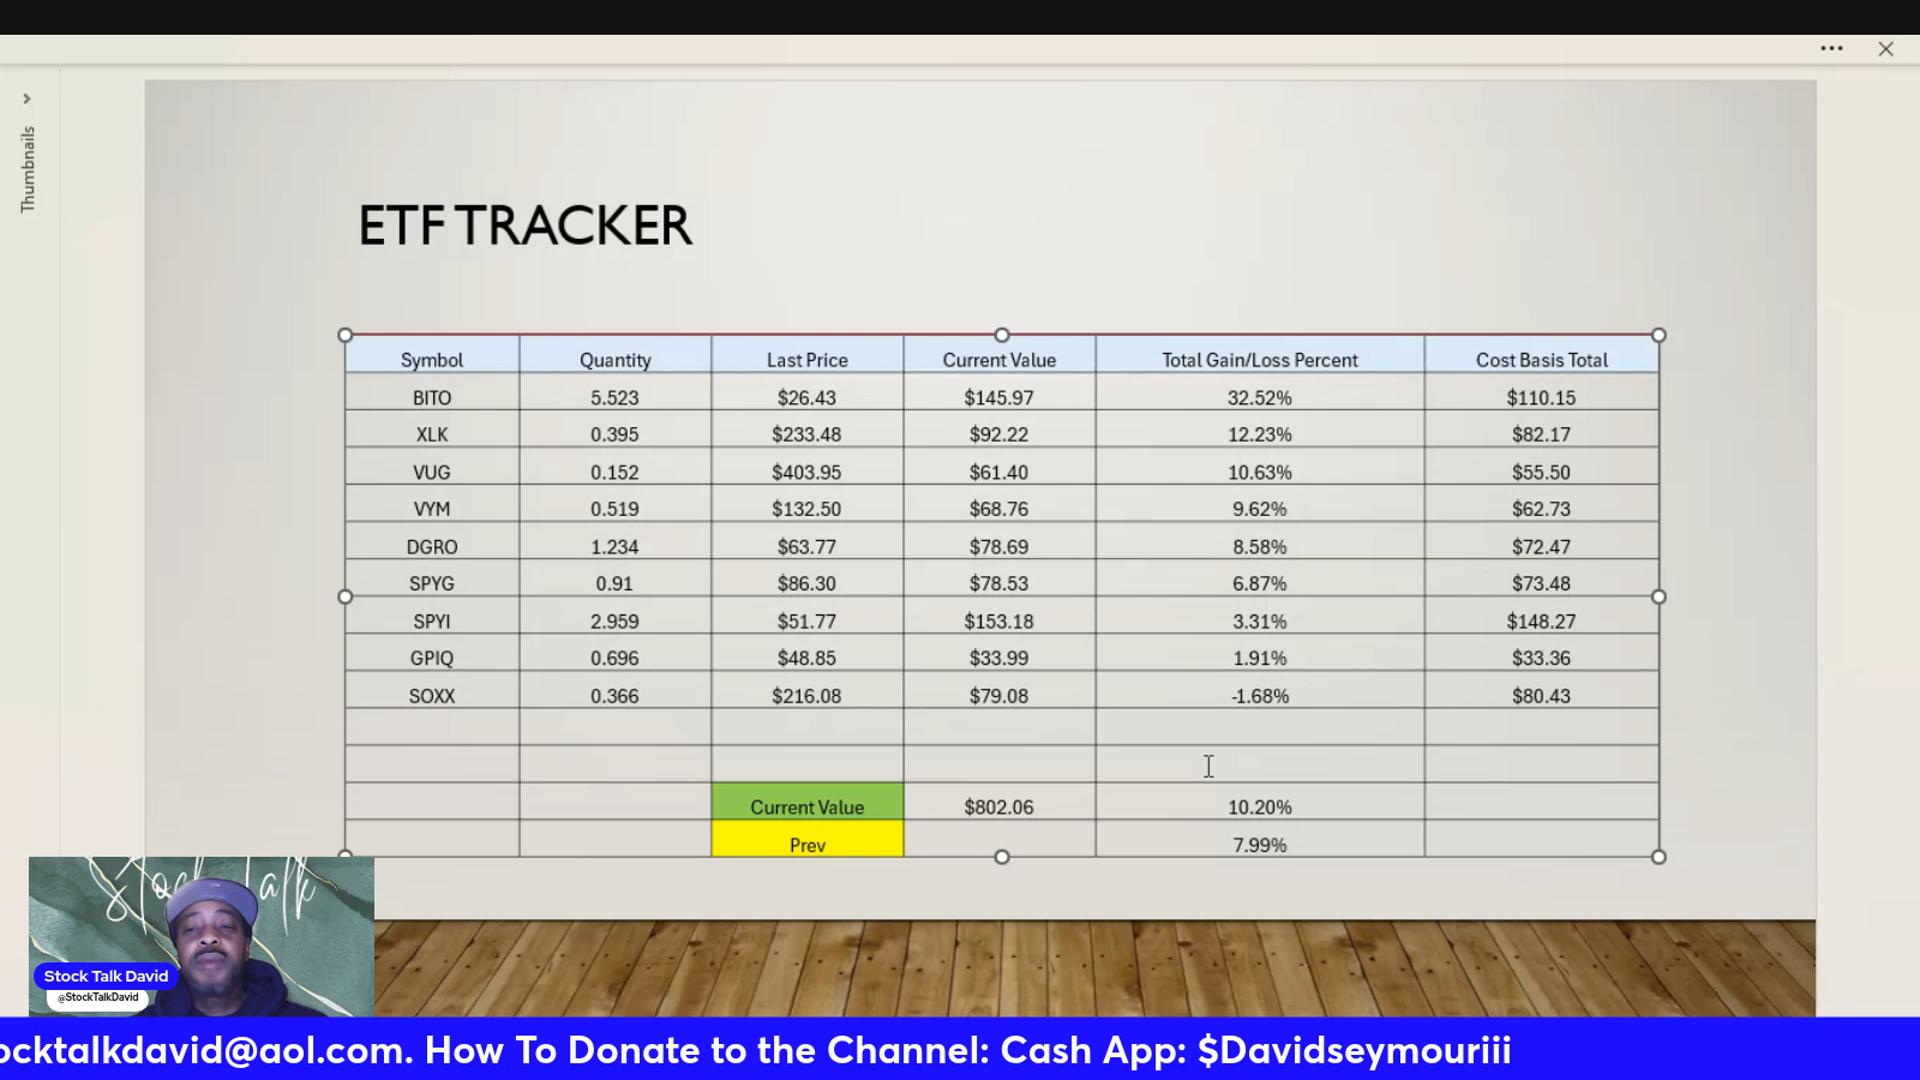 Thumbnails
ETF TRACKER
Symbol Quantity Last Price Current Value Total Gain/Loss Percent Cost Basis Total
BITO 5.523 $26.43 $145.97 32.52% $110.15
XLK 0.395 $233.48 $92.22 12.23% $82.17
VUG 0.152 $403.95 $61.40 10.63% $55.50
VYM 0.519 $132.50 $68.76 9.62% $62.73
DGRO 1.234 $63.77 $78.69 8.58% $72.47
SPYG 0.91 $86.30 $78.53 6.87% $73.48
SPYI 2.959 $51.77 $153.18 3.31% $148.27
GPIQ 0.696 $48.85 $33.99 1.91% $33.36
SOXX 0.366 $216.08 $79.08 -1.68% $80.43
Current Value $802.06 10.20%
Prev 7.99%
Stock Talk
Stock Talk David
@StockTalkDavid
ocktalkdavid@aol.com. How To Donate to the Channel: Cash App: $Davidseymouriii